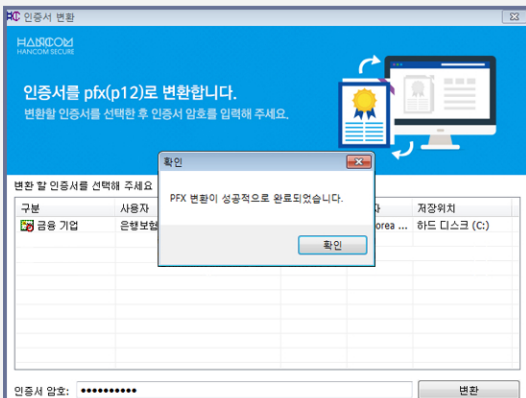 인증서 변환
HANCOM
HANCOM SECURE
인증서를 pfx(p12)로 변환합니다.
변환할 인증서를 선택한 후 인증서 암호를 입력해 주세요.
확인
PFX 변환이 성공적으로 완료되었습니다.
확인
변환 할 인증서를 선택해 주세요
구분 사용자 저장위치
금융 기업 은행보험 orea ... 하드 디스크 (C:)
인증서 암호: ••••••••••
변환